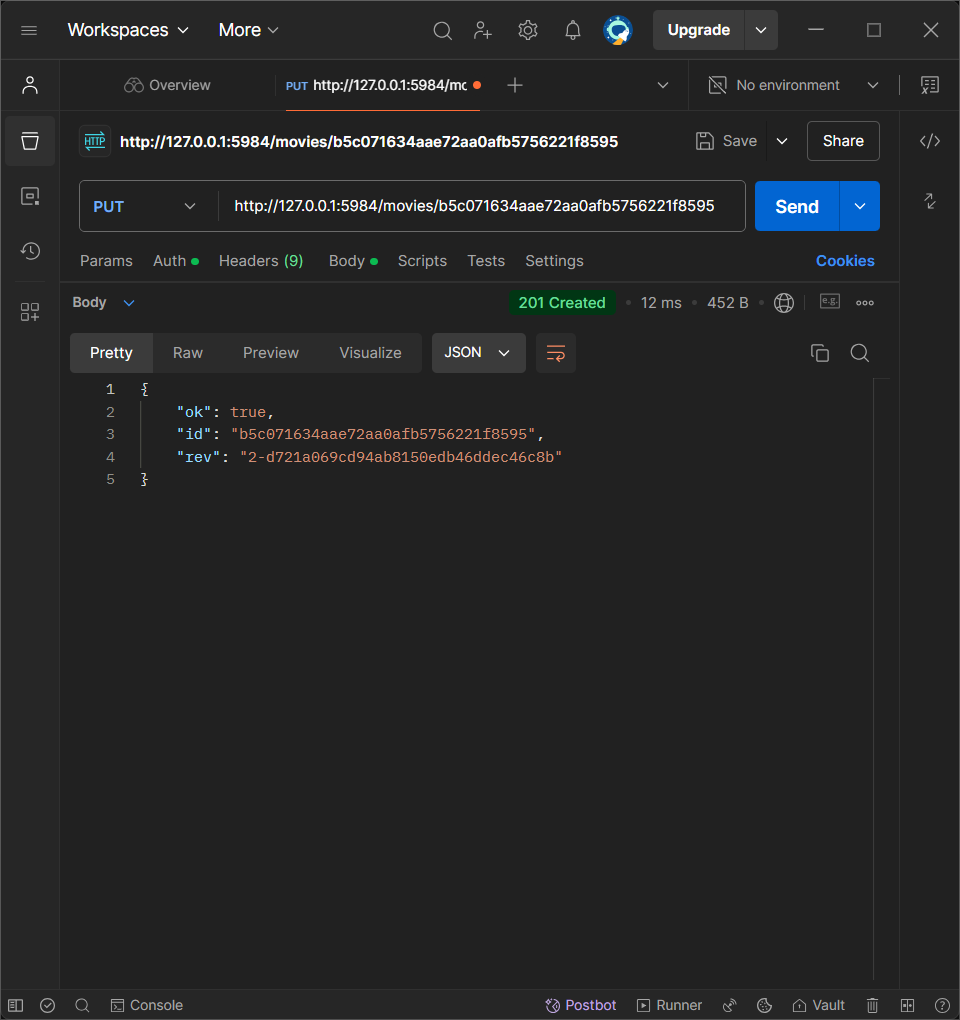 Workspaces More Upgrade
Overview PUT http://127.0.0.1:5984/mc No environment
HTTP http://127.0.0.1:5984/movies/b5c071634aae72aa0afb5756221f8595 Save Share
PUT http://127.0.0.1:5984/movies/b5c071634aae72aa0afb5756221f8595 Send
Params Auth Headers (9) Body Scripts Tests Settings Cookies
Body 201 Created 12 ms 452 B e.g.
Pretty Raw Preview Visualize JSON
1 {
2 "ok": true,
3 "id": "b5c071634aae72aa0afb5756221f8595",
4 "rev": "2-d721a069cd94ab8150edb46ddec46c8b"
5 }
Console Postbot Runner Vault